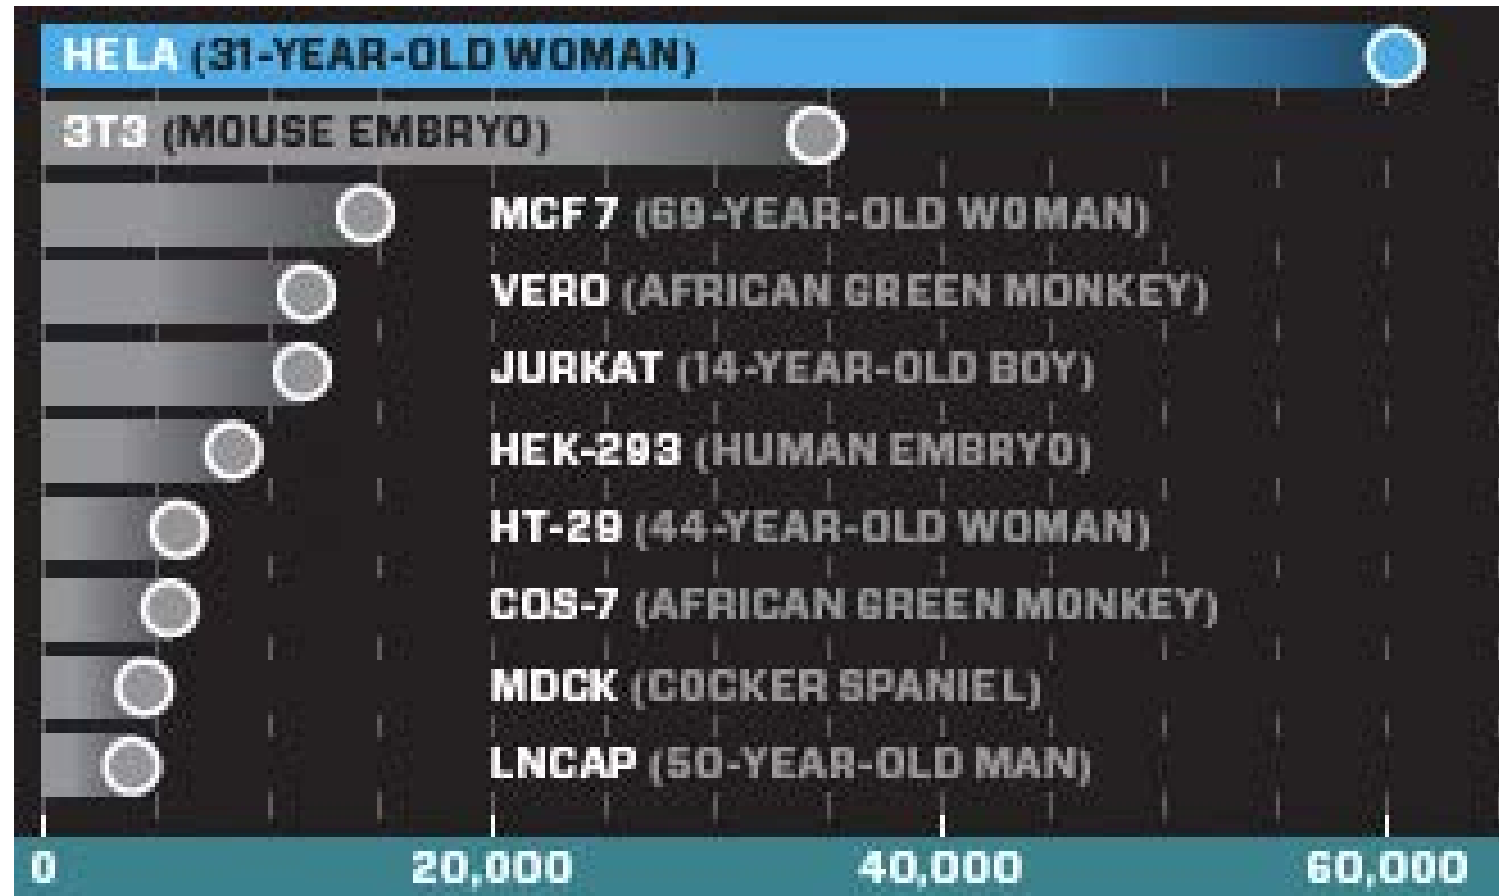 HELA (31-YEAR-OLD WOMAN)
3T3 (MOUSE EMBRYO)
MCF7 (69-YEAR-OLD WOMAN)
VERO (AFRICAN GREEN MONKEY)
JURKAT (14-YEAR-OLD BOY)
HEK-293 (HUMAN EMBRYO)
HT-29 (44-YEAR-OLD WOMAN)
COS-7 (AFRICAN GREEN MONKEY)
MDCK (COCKER SPANIEL)
LNCAP (50-YEAR-OLD MAN)
0 20,000 40,000 60,000